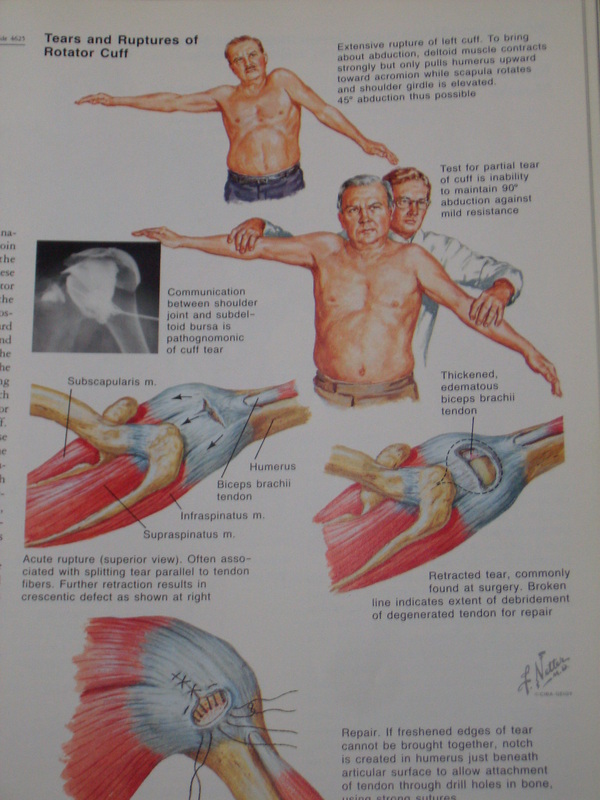 Tears and Ruptures of
Rotator Cuff
Extensive rupture of left cuff. To bring
about abduction, deltoid muscle contracts
strongly but only pulls humerus upward
toward acromion while scapula rotates
and shoulder girdle is elevated.
45° abduction thus possible
Test for partial tear
of cuff is inability
to maintain 90°
abduction against
mild resistance
Communication
between shoulder
joint and subdel-
toid bursa is
pathognomonic
of cuff tear
Thickened,
edematous
biceps brachii
tendon
Subscapularis m.
Humerus
Biceps brachii
tendon
Infraspinatus m.
Supraspinatus m.
Acute rupture (superior view). Often asso-
ciated with splitting tear parallel to tendon
fibers. Further retraction results in
crescentic defect as shown at right
Retracted tear, commonly
found at surgery. Broken
line indicates extent of debridement
of degenerated tendon for repair
F. Netter
M.D.
© CIBA-GEIGY
Repair. If freshened edges of tear
cannot be brought together, notch
is created in humerus just beneath
articular surface to allow attachment
of tendon through drill holes in bone,
using strong sutures